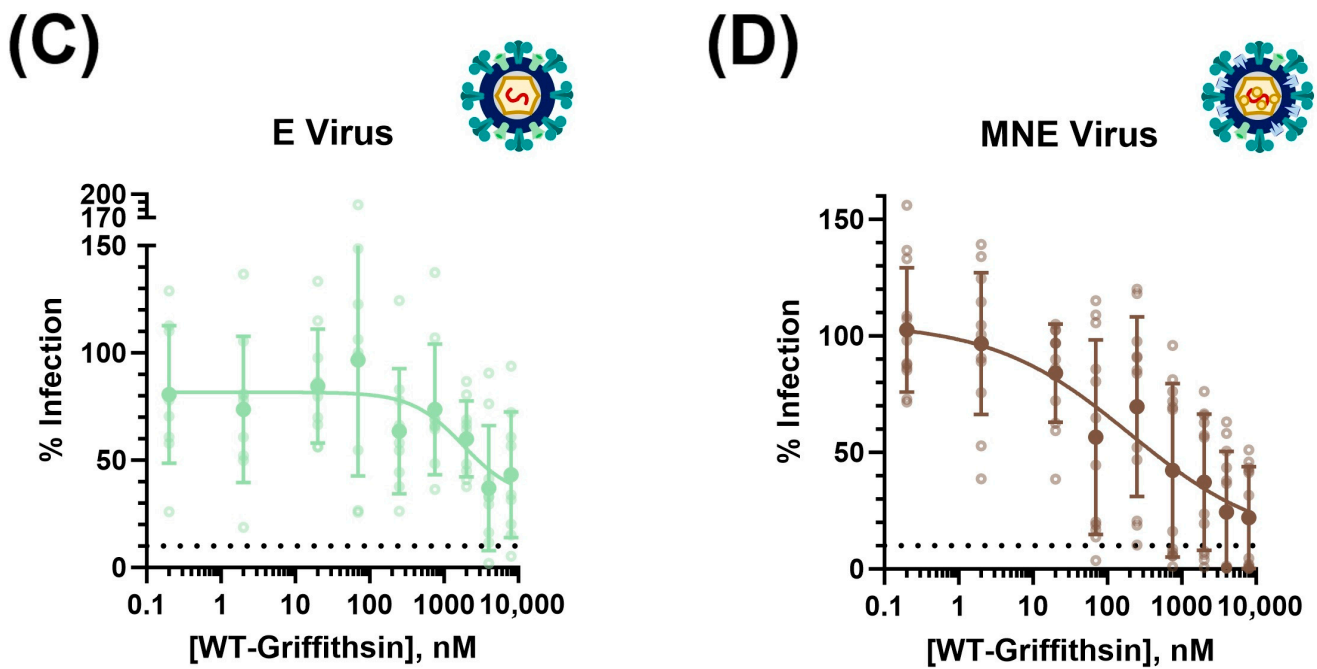 (C)
E Virus
200
170
150
100
50
0
% Infection
0.1 1 10 100 1000 10,000
[WT-Griffithsin], nM
(D)
MNE Virus
150
100
50
0
% Infection
0.1 1 10 100 1000 10,000
[WT-Griffithsin], nM